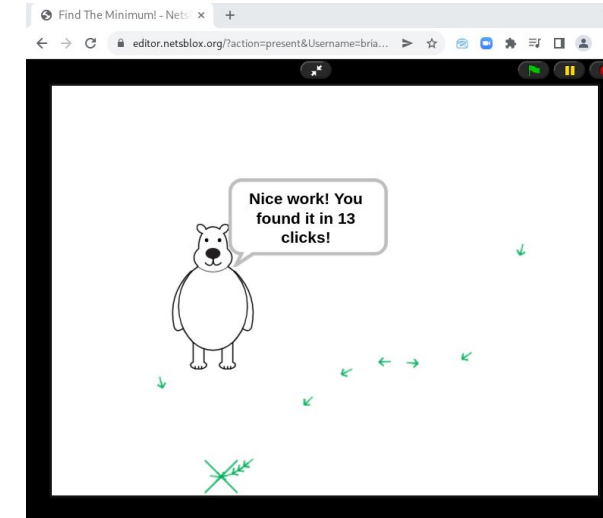 Find The Minimum! - Nets
editor.netsblox.org/?action=present&Username=bria...
Nice work! You
found it in 13
clicks!